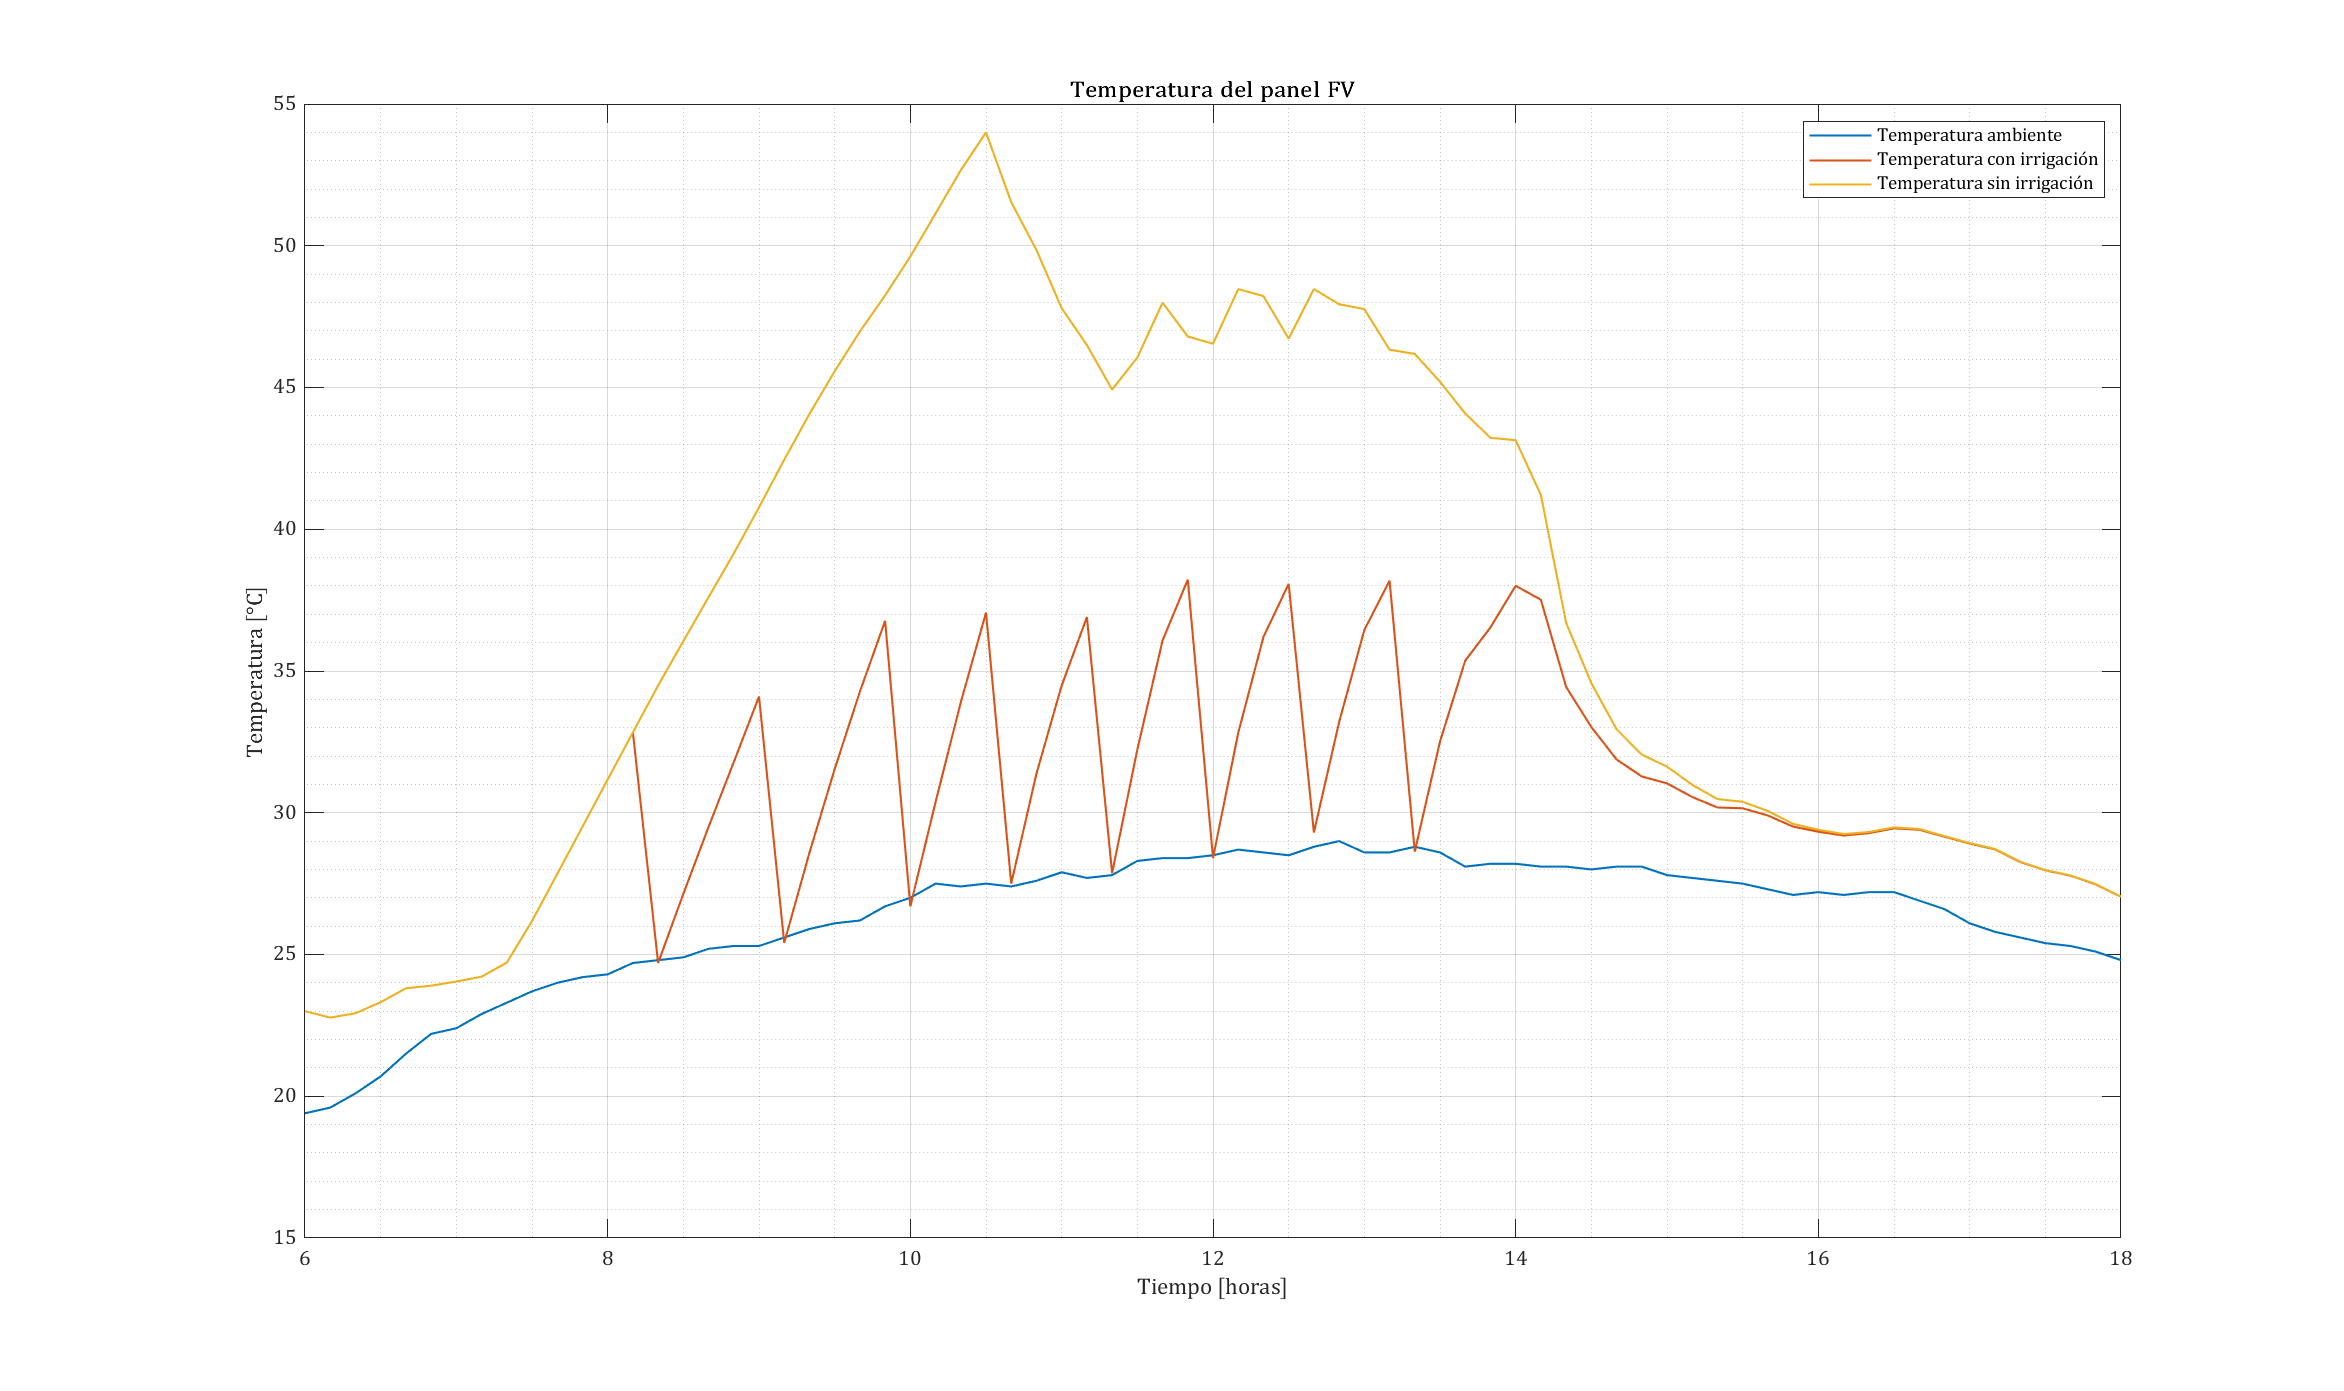 Temperatura del panel FV
55
50
45
40
35
30
25
20
15
Temperatura [°C]
Temperatura ambiente
Temperatura con irrigación
Temperatura sin irrigación
6 8 10 12 14 16 18
Tiempo [horas]